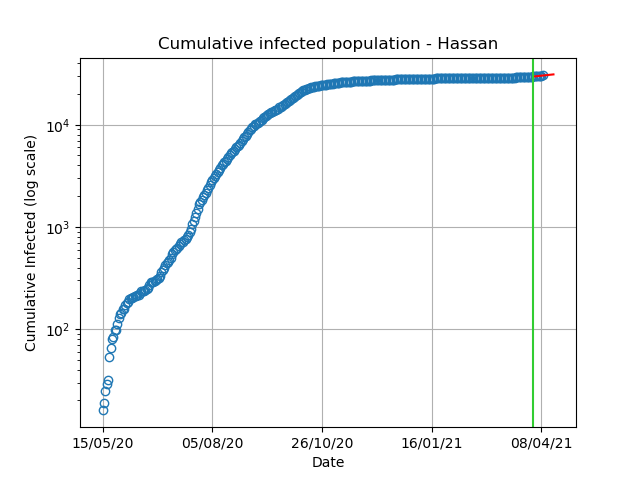 Cumulative infected population - Hassan
Cumulative Infected (log scale)
10^4
10^3
10^2
15/05/20 05/08/20 26/10/20 16/01/21 08/04/21
Date